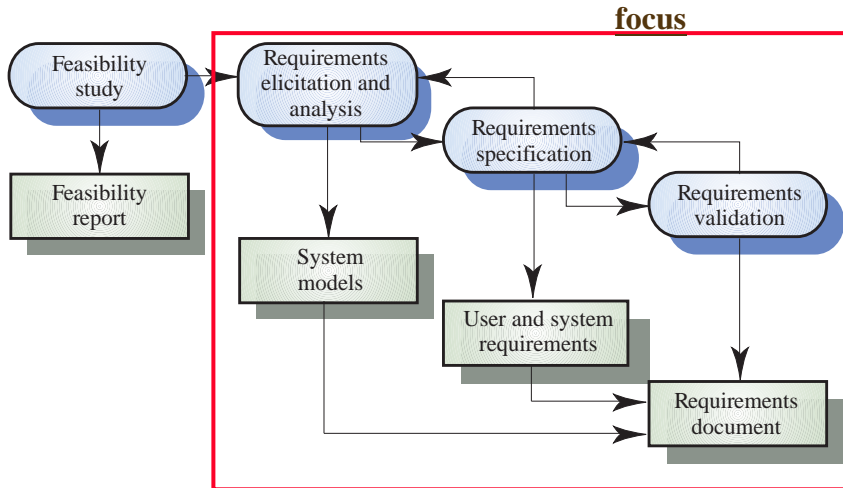 focus
Feasibility
study
Requirements
elicitation and
analysis
Requirements
specification
Requirements
validation
Feasibility
report
System
models
User and system
requirements
Requirements
document